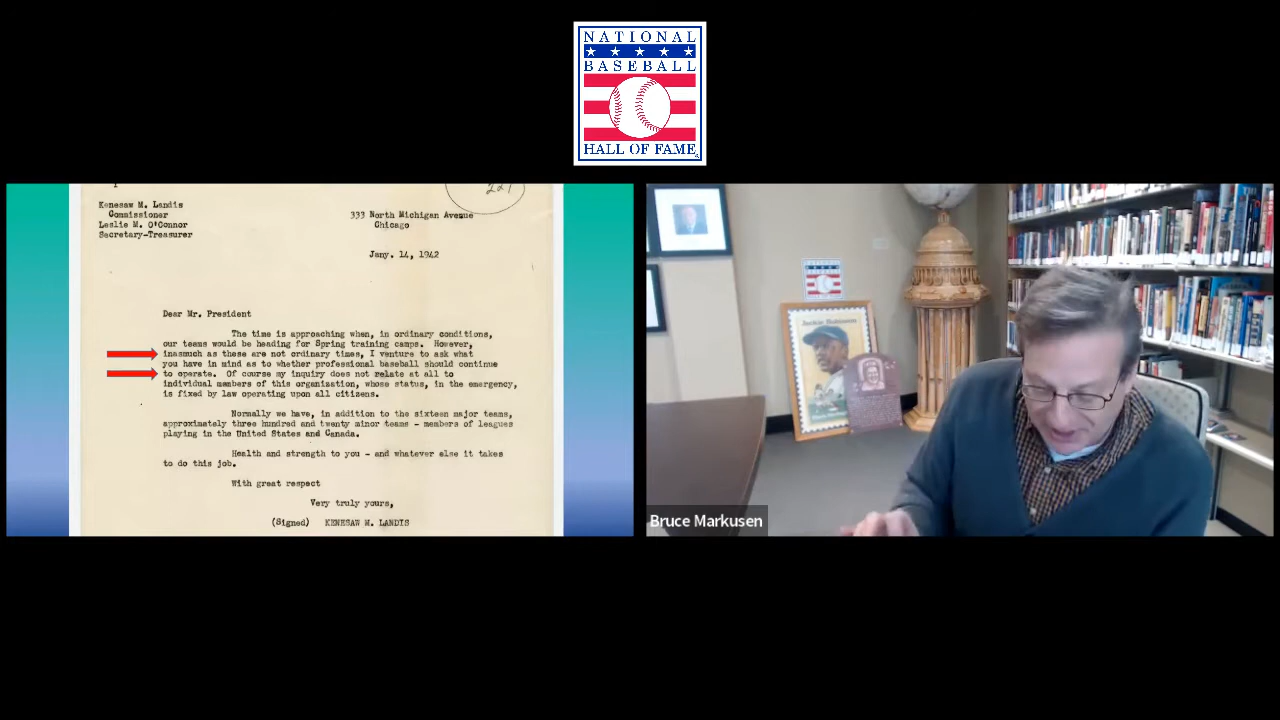 NATIONAL
BASEBALL
HALL OF FAME
221
Kenesaw M. Landis
Commissioner
Leslie M. O'Connor
Secretary-Treasurer
333 North Michigan Avenue
Chicago
Jany. 14, 1942
Dear Mr. President
The time is approaching when, in ordinary conditions,
our teams would be heading for Spring training camps. However,
inasmuch as these are not ordinary times, I venture to ask what
you have in mind as to whether professional baseball should continue
to operate. Of course my inquiry does not relate at all to
individual members of this organization, whose status, in the emergency,
is fixed by law operating upon all citizens.
Normally we have, in addition to the sixteen major teams,
approximately three hundred and twenty minor teams - members of leagues
playing in the United States and Canada.
Health and strength to you - and whatever else it takes
to do this job.
With great respect
Very truly yours,
(Signed) KENESAW M. LANDIS
Jackie Robinson
Bruce Markusen